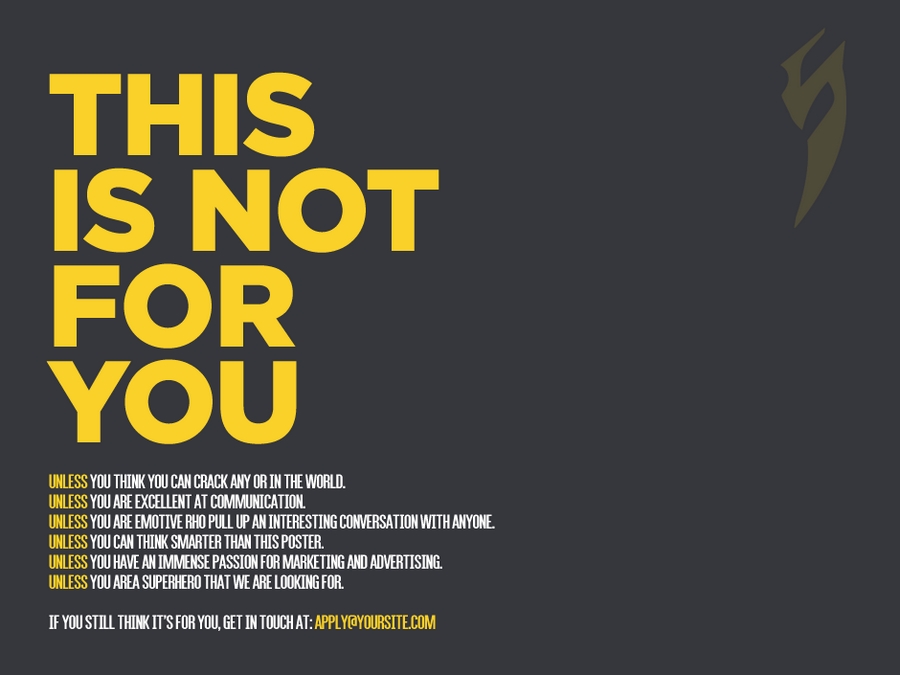 THIS
IS NOT
FOR
YOU
UNLESS YOU THINK YOU CAN CRACK ANY OR IN THE WORLD.
UNLESS YOU ARE EXCELLENT AT COMMUNICATION.
UNLESS YOU ARE EMOTIVE RHO PULL UP AN INTERESTING CONVERSATION WITH ANYONE.
UNLESS YOU CAN THINK SMARTER THAN THIS POSTER.
UNLESS YOU HAVE AN IMMENSE PASSION FOR MARKETING AND ADVERTISING.
UNLESS YOU AREA SUPERHERO THAT WE ARE LOOKING FOR.
IF YOU STILL THINK IT'S FOR YOU, GET IN TOUCH AT: APPLY@YOURSITE.COM